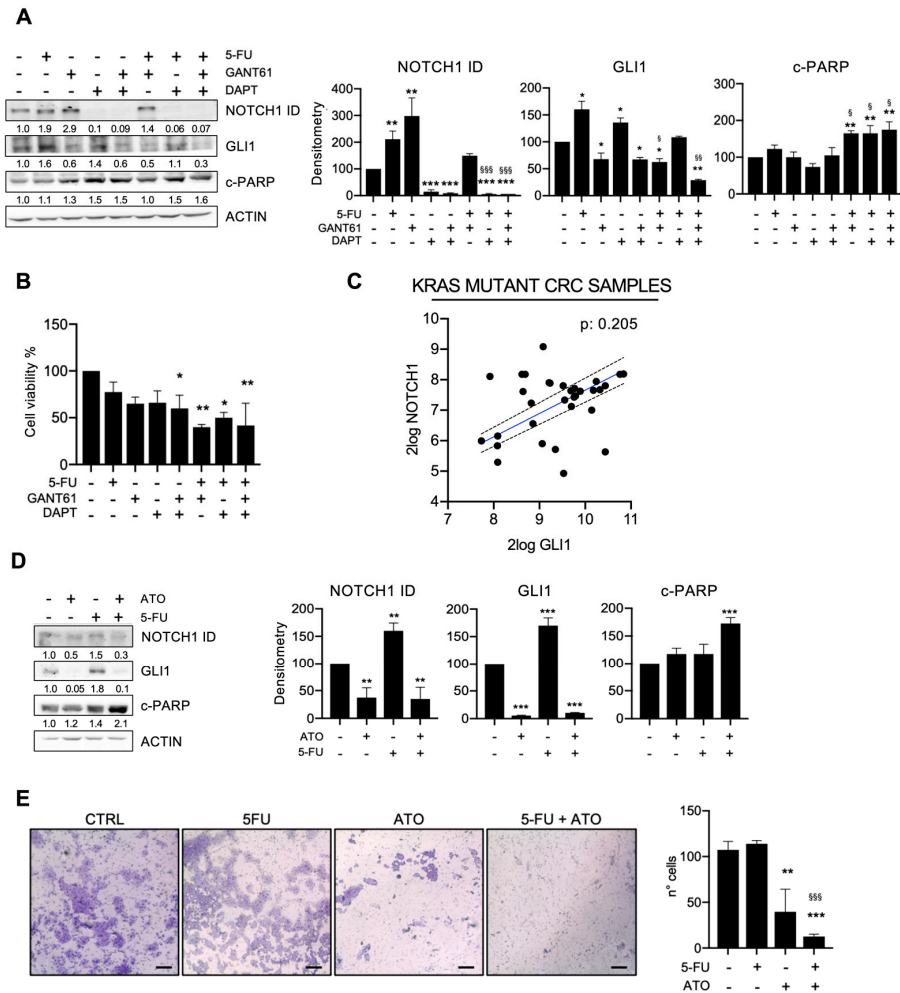 A
- + - - - + + + 5-FU
- - + - + + - + GANT61
- - - + + - + + DAPT
NOTCH1 ID
1.0 1.9 2.9 0.1 0.09 1.4 0.06 0.07
GLI1
1.0 1.6 0.6 1.4 0.6 0.5 1.1 0.3
c-PARP
1.0 1.1 1.3 1.5 1.5 1.0 1.5 1.6
ACTIN
NOTCH1 ID
Densitometry
400
300
200
100
0
** ** *** *** §§§ *** §§§ ***
5-FU - + - - - + + +
GANT61 - - + - + + - +
DAPT - - - + + - + +
GLI1
200
150
100
50
0
* * * * § * §§ **
- + - - - + + +
- - + - + + - +
- - - + + - + +
c-PARP
300
200
100
0
§ ** § ** § **
- + - - - + + +
- - + - + + - +
- - - + + - + +
B
Cell viability %
150
100
50
0
* ** * **
5-FU - + - - - + + +
GANT61 - - + - + + - +
DAPT - - - + + - + +
C
KRAS MUTANT CRC SAMPLES
p: 0.205
2log NOTCH1
10
9
8
7
6
5
4
7 8 9 10 11
2log GLI1
D
- + - + ATO
- - + + 5-FU
NOTCH1 ID
1.0 0.5 1.5 0.3
GLI1
1.0 0.05 1.8 0.1
c-PARP
1.0 1.2 1.4 2.1
ACTIN
NOTCH1 ID
Densitometry
200
150
100
50
0
** ** **
ATO - + - +
5-FU - - + +
GLI1
200
150
100
50
0
*** *** ***
- + - +
- - + +
c-PARP
200
150
100
50
0
***
- + - +
- - + +
E
CTRL 5FU ATO 5-FU + ATO
n° cells
150
100
50
0
** §§§ ***
5-FU - + - +
ATO - - + +